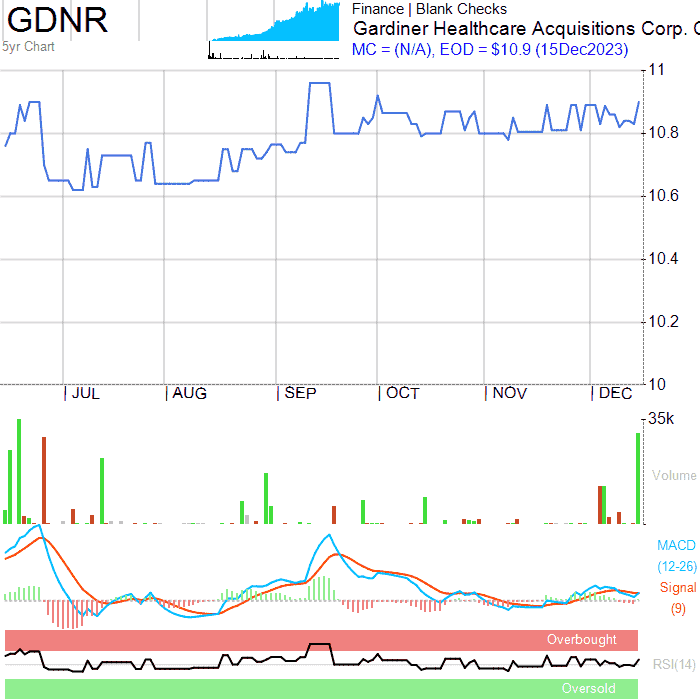 GDNR
5yr Chart
Finance | Blank Checks
Gardiner Healthcare Acquisitions Corp.
MC = (N/A), EOD = $10.9 (15Dec2023)
11
10.8
10.6
10.4
10.2
10
JUL AUG SEP OCT NOV DEC
35k
Volume
MACD
(12-26)
Signal
(9)
Overbought
RSI(14)
Oversold